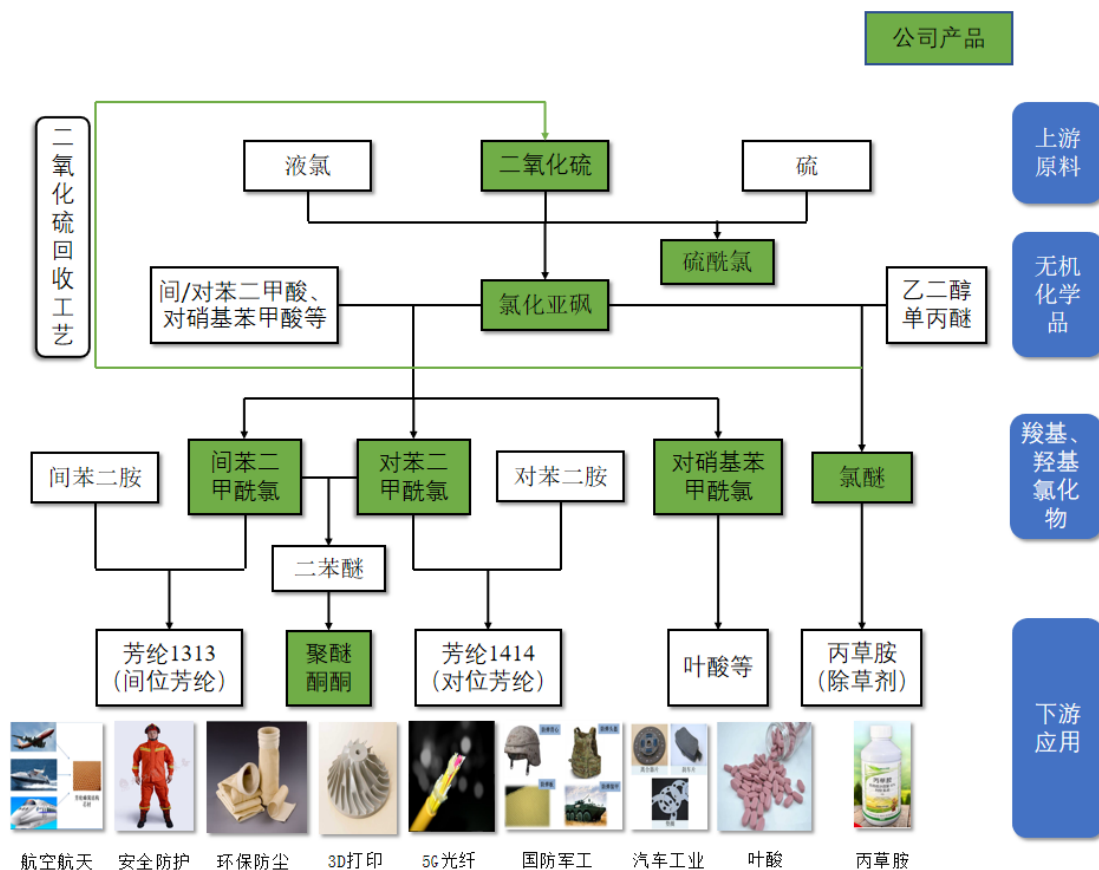 公司产品
二氧化硫回收工艺
液氯
二氧化硫
硫
上游
原料
硫酰氯
间/对苯二甲酸、
对硝基苯甲酸等
氯化亚砜
乙二醇
单丙醚
无机
化学
品
间苯二胺
间苯二
甲酰氯
对苯二
甲酰氯
对苯二胺
对硝基苯
甲酰氯
氯醚
羧基、
羟基
氯化
物
二苯醚
芳纶1313
（间位芳纶）
聚醚
酮酮
芳纶1414
（对位芳纶）
叶酸等
丙草胺
（除草剂）
下游
应用
丙草胺
航空航天
安全防护
环保防尘
3D打印
5G光纤
国防军工
汽车工业
叶酸
丙草胺